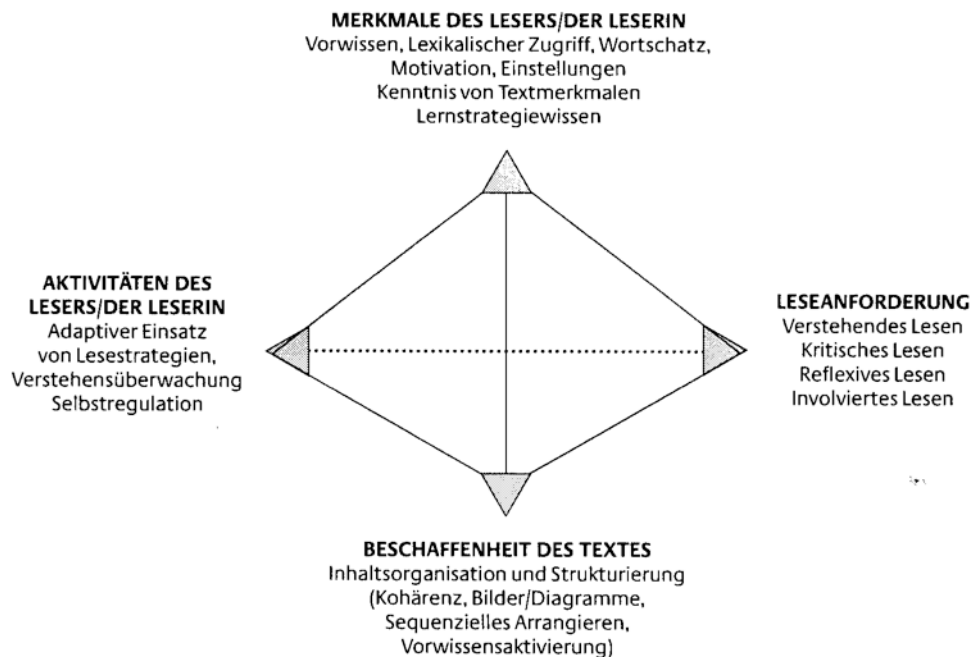 MERKMALE DES LESERS/DER LESERIN
Vorwissen, Lexikalischer Zugriff, Wortschatz,
Motivation, Einstellungen
Kenntnis von Textmerkmalen
Lernstrategiewissen
AKTIVITÄTEN DES
LESERS/DER LESERIN
Adaptiver Einsatz
von Lesestrategien,
Verstehensüberwachung
Selbstregulation
LESEANFORDERUNG
Verstehendes Lesen
Kritisches Lesen
Reflexives Lesen
Involviertes Lesen
BESCHAFFENHEIT DES TEXTES
Inhaltsorganisation und Strukturierung
(Kohärenz, Bilder/Diagramme,
Sequenzielles Arrangieren,
Vorwissensaktivierung)